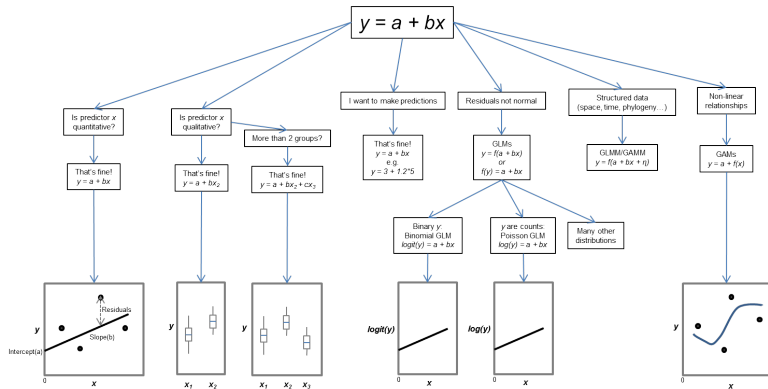 y = a + bx
Is predictor x
quantitative?
Is predictor x
qualitative?
I want to make predictions
Residuals not normal
Structured data
(space, time, phylogeny…)
Non-linear
relationships
More than 2 groups?
That's fine!
y = a + bx
That's fine!
y = a + bx2
That's fine!
y = a + bx2 + cx3
That's fine!
y = a + bx
e.g.
y = 3 + 1.2*5
GLMs
y = f(a + bx)
or
f(y) = a + bx
GLMM/GAMM
y = f(a + bx + η)
GAMs
y = a + f(x)
Binary y:
Binomial GLM
logit(y) = a + bx
y are counts:
Poisson GLM
log(y) = a + bx
Many other
distributions
y
Residuals
Slope(b)
Intercept(a)
0
x
y
x1 x2
y
x1 x2 x3
logit(y)
0
x
log(y)
0
x
y
0
x